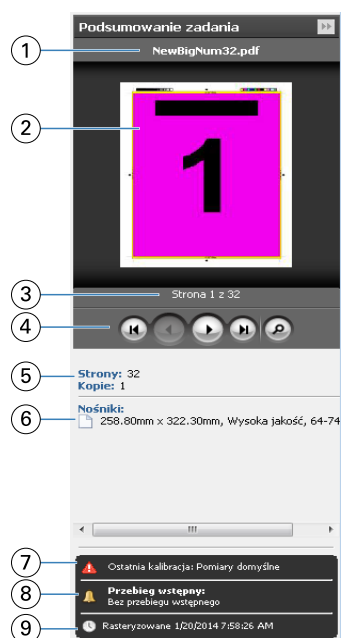 Podsumowanie zadania
1
NewBigNum32.pdf
2
1
3
Strona 1 z 32
4
5
Strony: 32
Kopie: 1
6
Nośniki:
258.80mm x 322.30mm, Wysoka jakość, 64-74
7
Ostatnia kalibracja: Pomiary domyślne
8
Przebieg wstępny:
Bez przebiegu wstępnego
9
Rasteryzowane 1/20/2014 7:58:26 AM